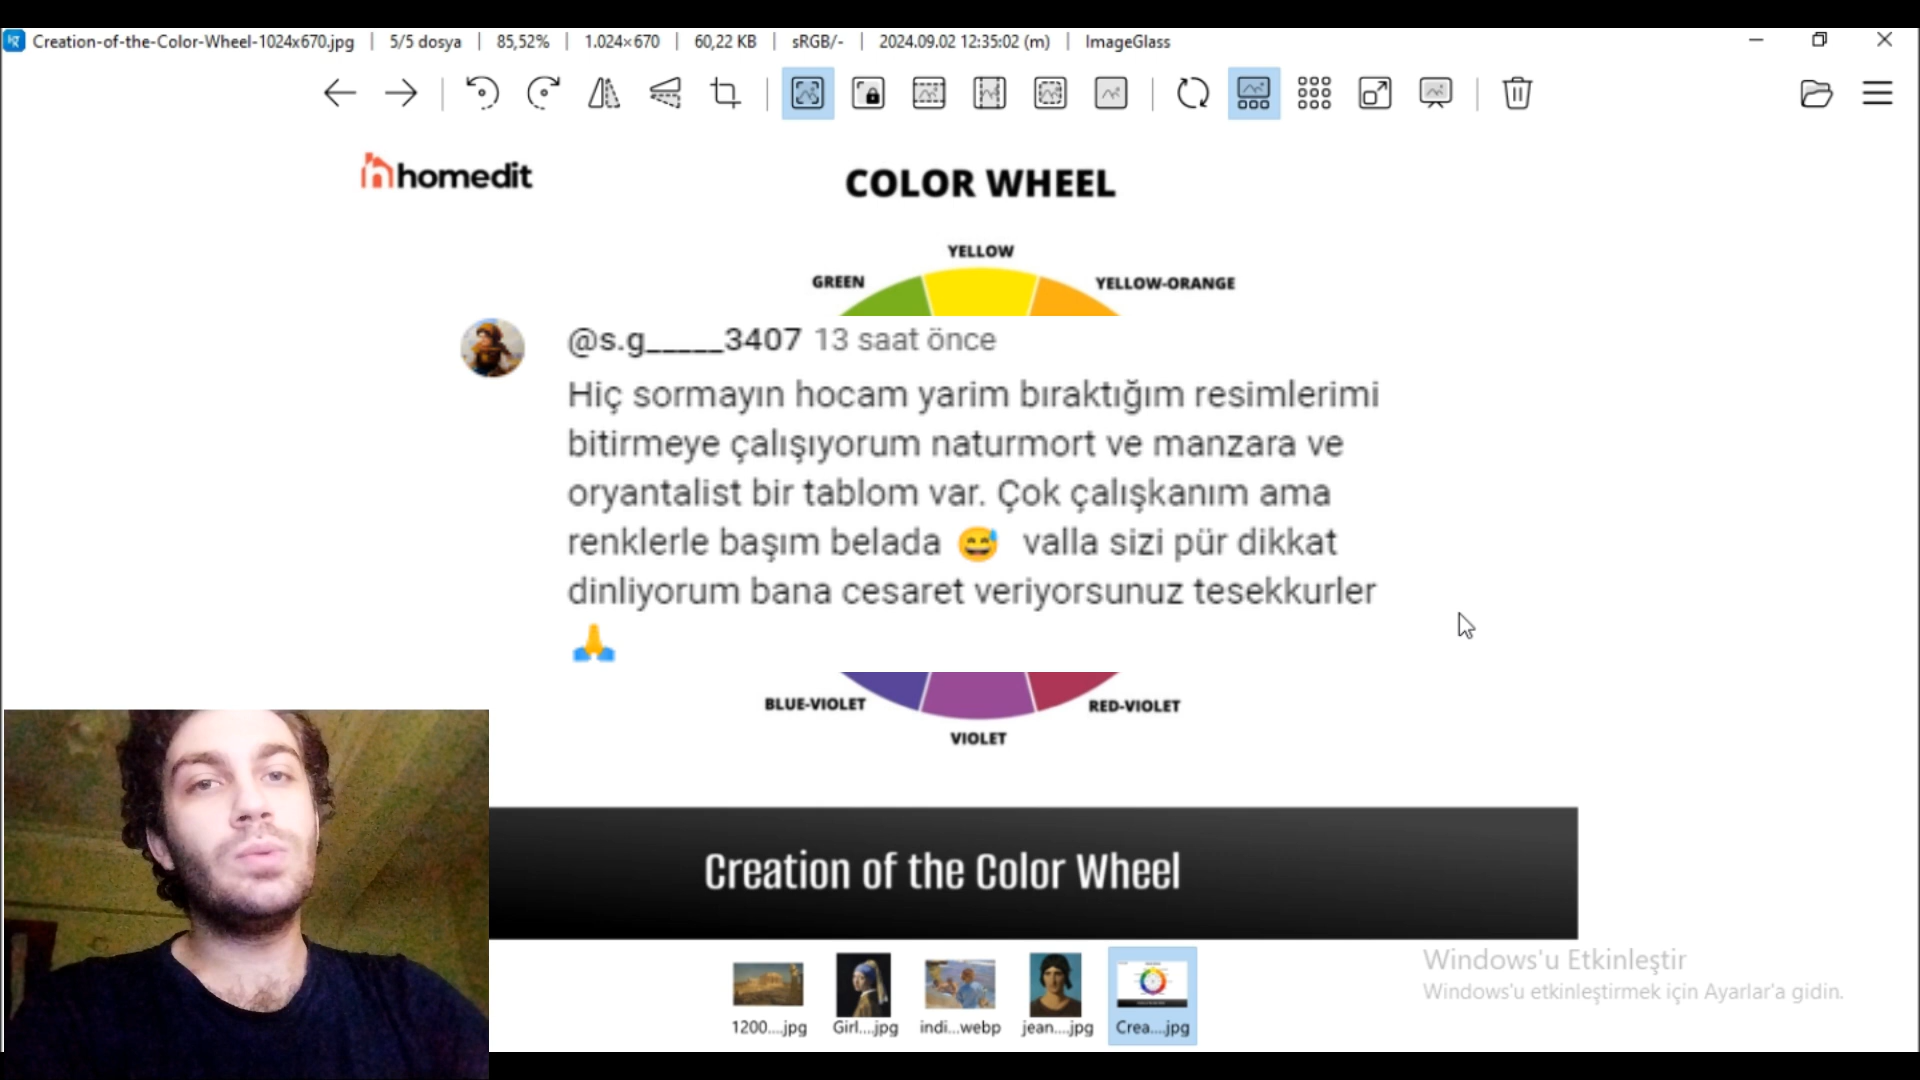 Creation-of-the-Color-Wheel-1024x670.jpg | 5/5 dosya | 85,52% | 1.024×670 | 60,22 KB | sRGB/- | 2024.09.02 12:35:02 (m) | ImageGlass
homedit
COLOR WHEEL
YELLOW
GREEN
YELLOW-ORANGE
@s.g_____3407 13 saat önce
Hiç sormayın hocam yarim bıraktığım resimlerimi
bitirmeye çalışıyorum naturmort ve manzara ve
oryantalist bir tablom var. Çok çalışkanım ama
renklerle başım belada 😅 valla sizi pür dikkat
dinliyorum bana cesaret veriyorsunuz tesekkurler
🙏
BLUE-VIOLET
RED-VIOLET
VIOLET
Creation of the Color Wheel
Windows'u Etkinleştir
Windows'u etkinleştirmek için Ayarlar'a gidin.
1200....jpg
Girl....jpg
indi...webp
jean....jpg
Crea....jpg